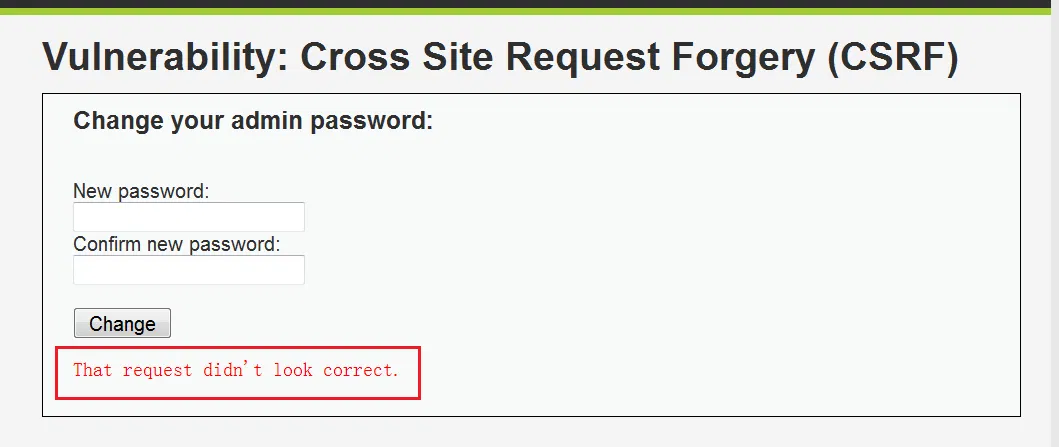 Vulnerability: Cross Site Request Forgery (CSRF)
Change your admin password:
New password:
Confirm new password:
Change
That request didn't look correct.